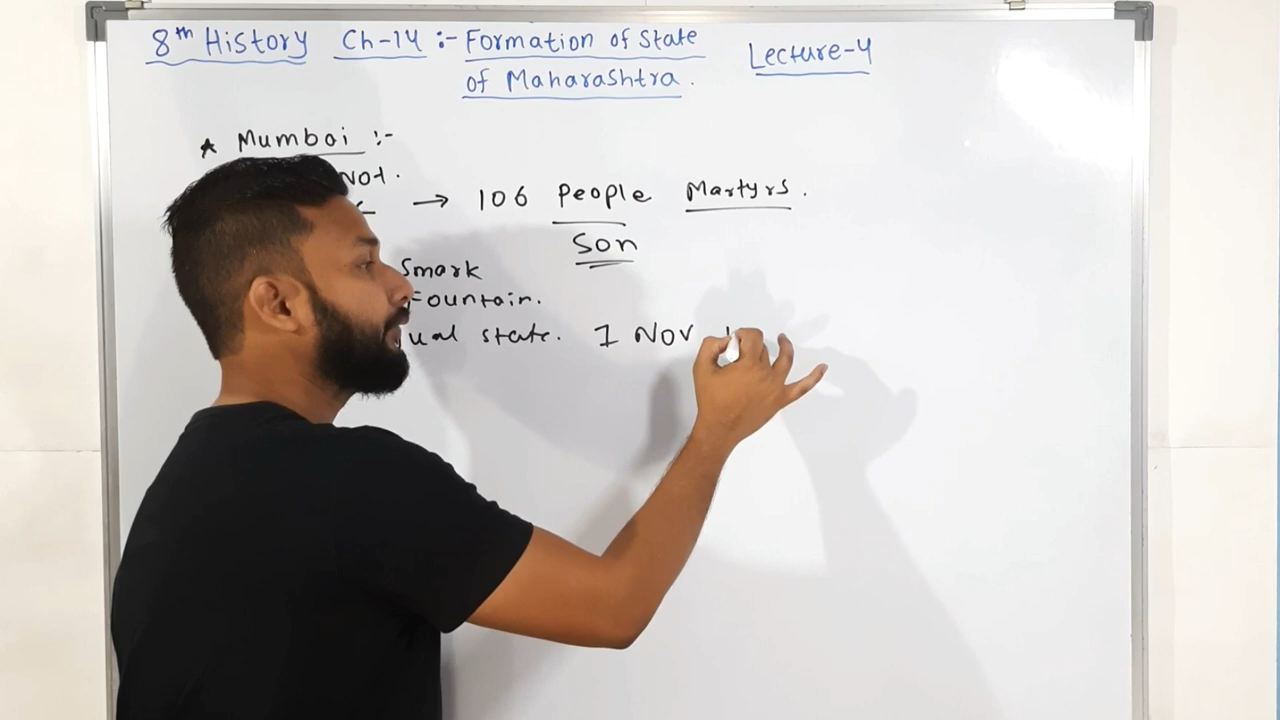 8th History Ch-14 :- Formation of State
of Maharashtra.
Lecture-4
★ Mumbai :-
Not.
→ 106 People Martyrs.
Son
Smark
Fountain.
ual state. 1 Nov